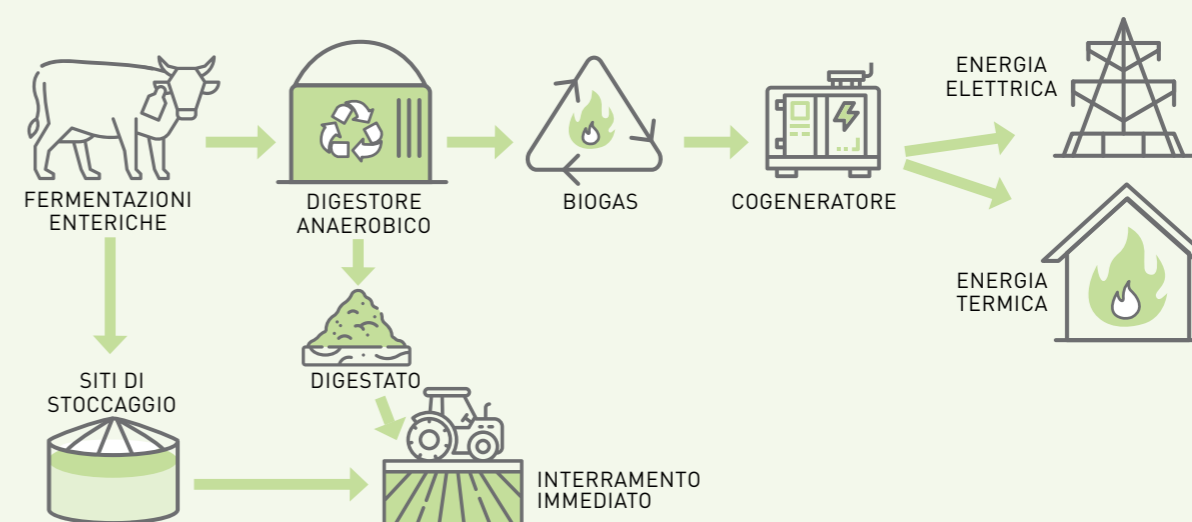 FERMENTAZIONI
ENTERICHE
DIGESTORE
ANAEROBICO
BIOGAS
COGENERATORE
ENERGIA
ELETTRICA
ENERGIA
TERMICA
SITI DI
STOCCAGGIO
DIGESTATO
INTERRAMENTO
IMMEDIATO